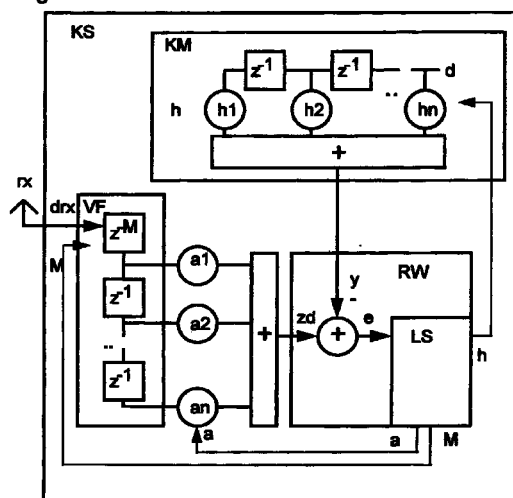 KS
KM
z-1 z-1 d
h h1 h2 .. hn
+
rx
drx VF
z-M
M
a1
RW
y
-
z-1
a2
+
zd
+
e
LS
..
h
z-1
an
a
a M